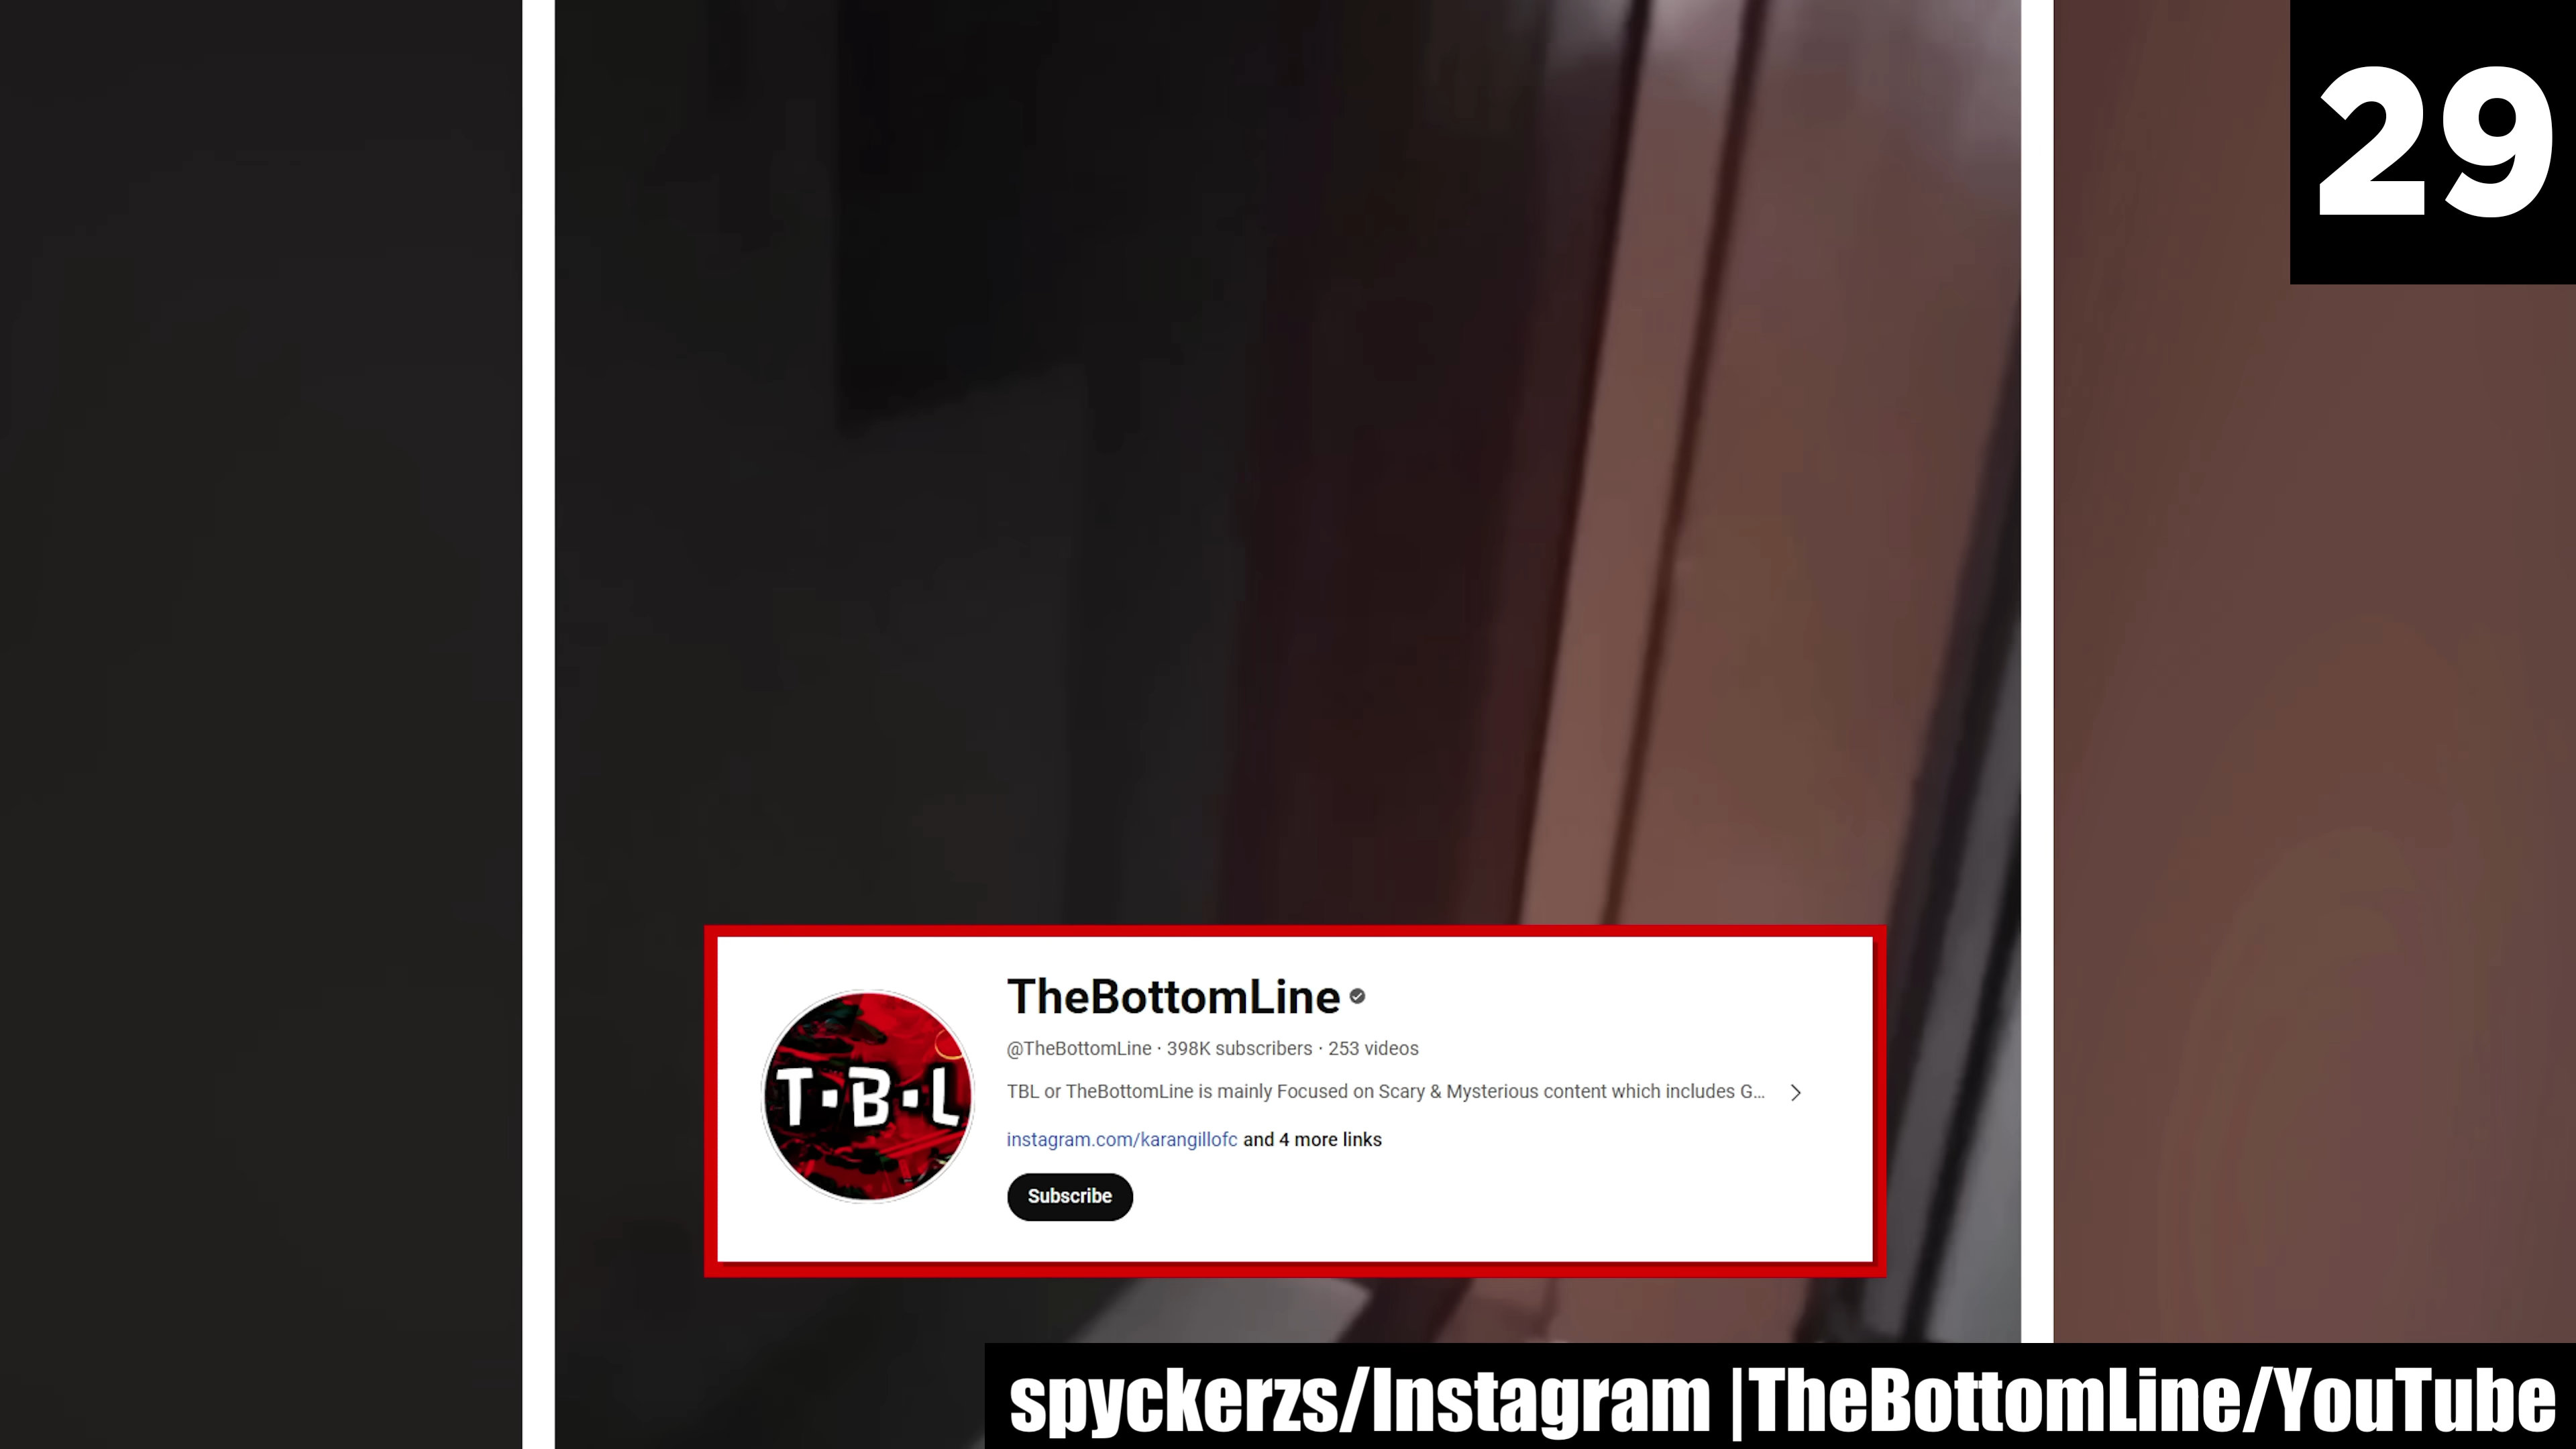 29
TheBottomLine
@TheBottomLine · 398K subscribers · 253 videos
T·B·L
TBL or TheBottomLine is mainly Focused on Scary & Mysterious content which includes G...
instagram.com/karangillofc and 4 more links
Subscribe
spyckerzs/Instagram |TheBottomLine/YouTube